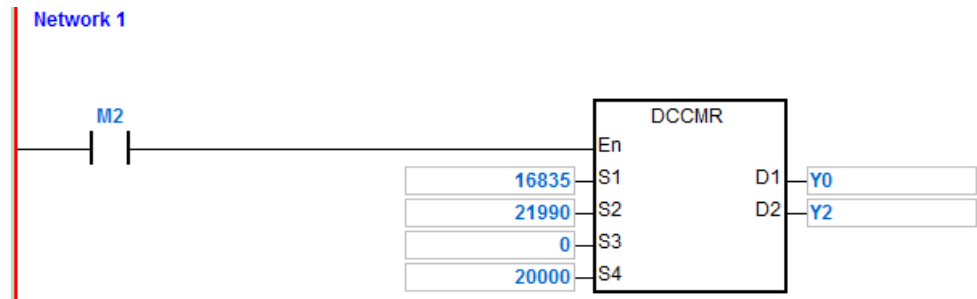 Network 1
M2
DCCMR
En
16835 S1 D1 Y0
21990 S2 D2 Y2
0 S3
20000 S4